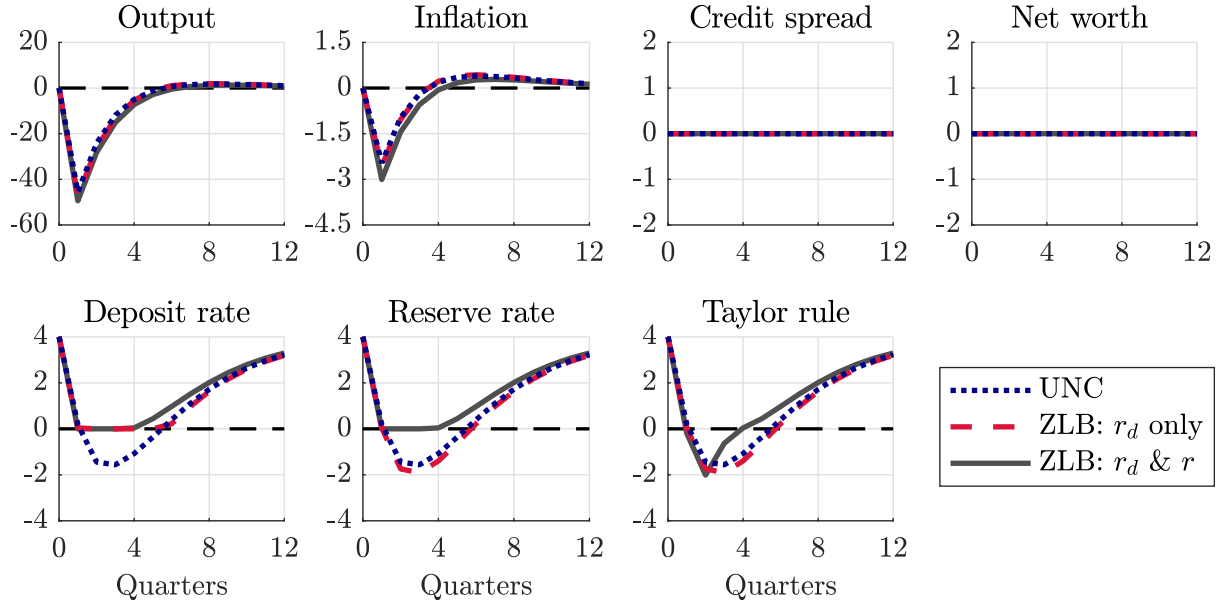 Output
20
0
-20
-40
-60
0 4 8 12
Inflation
1.5
0
-1.5
-3
-4.5
0 4 8 12
Credit spread
2
1
0
-1
-2
0 4 8 12
Net worth
2
1
0
-1
-2
0 4 8 12
Deposit rate
4
2
0
-2
-4
0 4 8 12
Quarters
Reserve rate
4
2
0
-2
-4
0 4 8 12
Quarters
Taylor rule
4
2
0
-2
-4
0 4 8 12
Quarters
UNC
ZLB: r_d only
ZLB: r_d & r